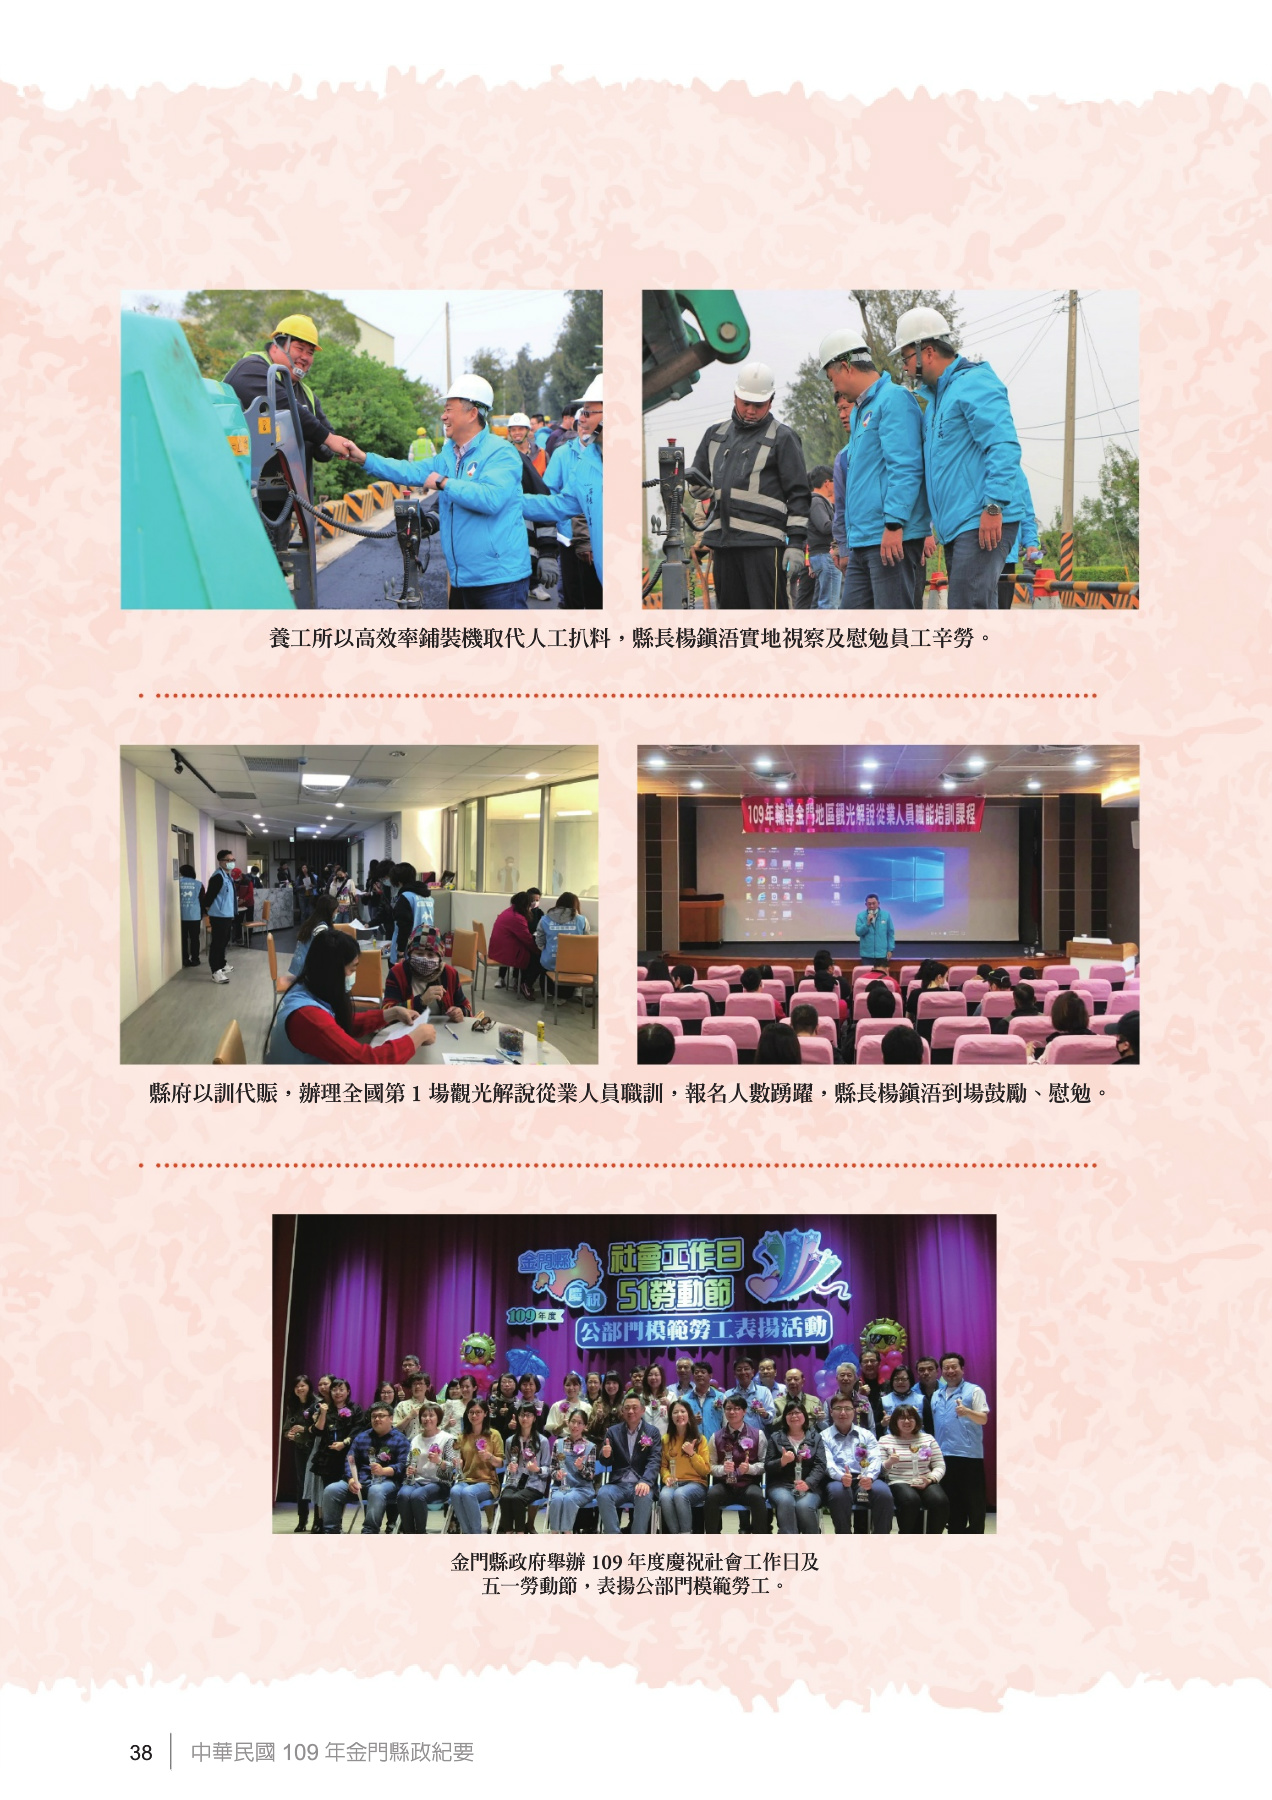 養工所以高效率鋪裝機取代人工扒料，縣長楊鎮浯實地視察及慰勉員工辛勞。
109年輔導金門地區觀光解說從業人員職能培訓課程
縣府以訓代賑，辦理全國第 1 場觀光解說從業人員職訓，報名人數踴躍，縣長楊鎮浯到場鼓勵、慰勉。
金門縣
社會工作日
慶祝
51勞動節
109年度
公部門模範勞工表揚活動
金門縣政府舉辦 109 年度慶祝社會工作日及
五一勞動節，表揚公部門模範勞工。
38
中華民國 109 年金門縣政紀要